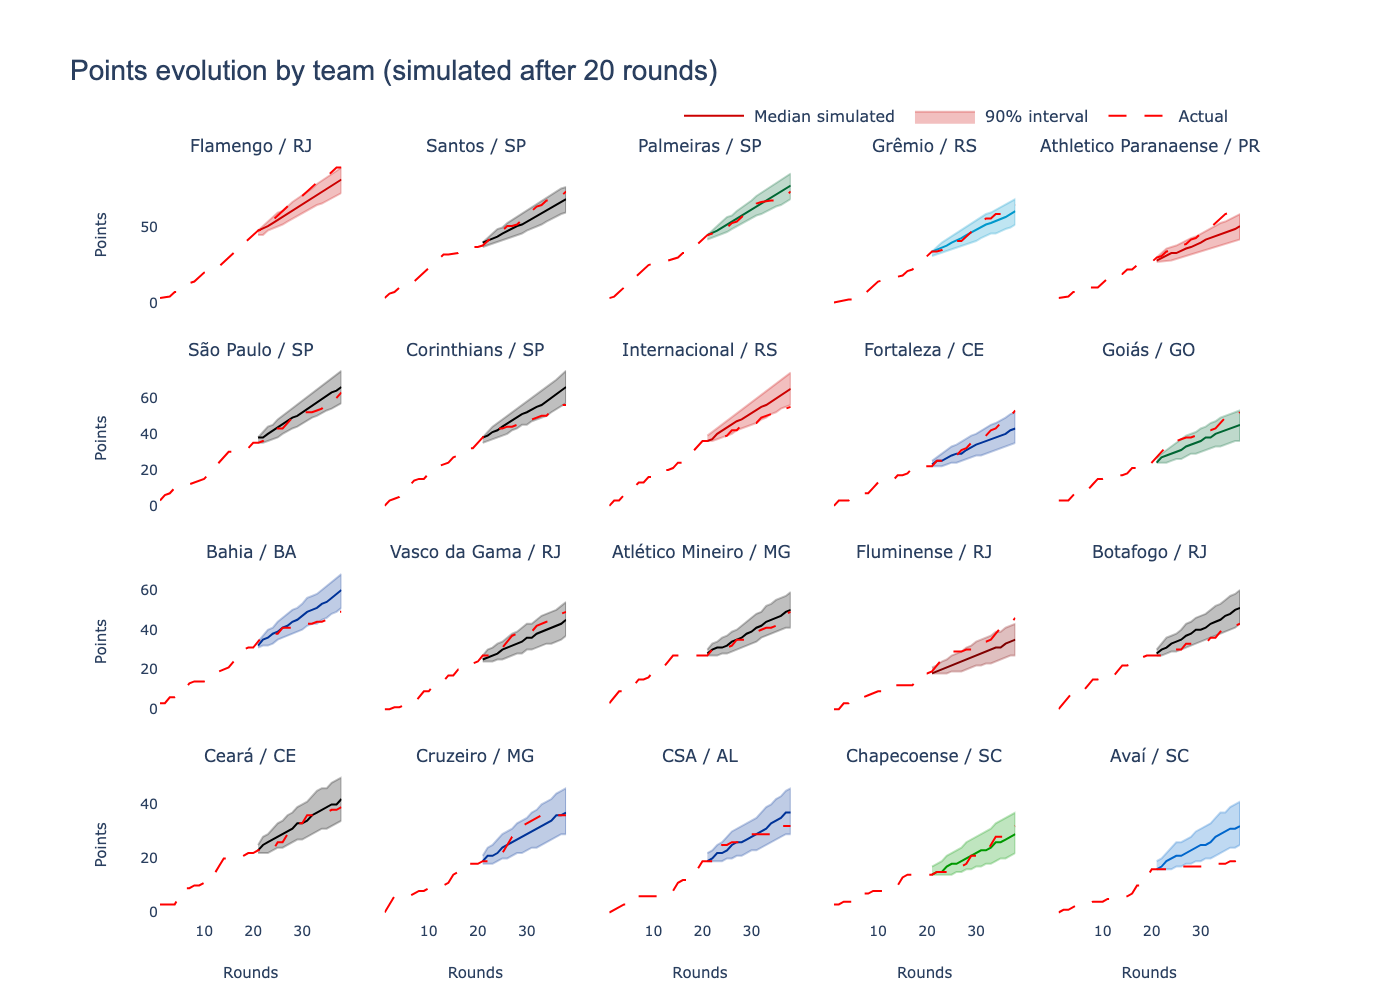 Points evolution by team (simulated after 20 rounds)
Median simulated 90% interval Actual
Flamengo / RJ Santos / SP Palmeiras / SP Grêmio / RS Athletico Paranaense / PR
Points
50
0
São Paulo / SP Corinthians / SP Internacional / RS Fortaleza / CE Goiás / GO
Points
60
40
20
0
Bahia / BA Vasco da Gama / RJ Atlético Mineiro / MG Fluminense / RJ Botafogo / RJ
Points
60
40
20
0
Ceará / CE Cruzeiro / MG CSA / AL Chapecoense / SC Avaí / SC
Points
40
20
0
10 20 30 10 20 30 10 20 30 10 20 30 10 20 30
Rounds Rounds Rounds Rounds Rounds